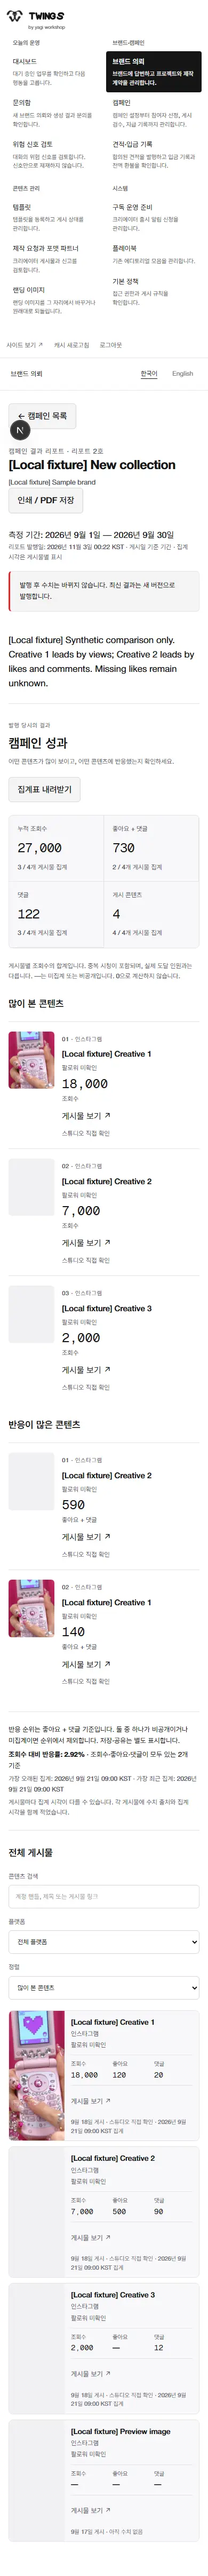 TWINGS
by yagi workshop
오늘의 운영
대시보드
대기 중인 업무를 확인하고 다음
행동을 고릅니다.
문의함
새 브랜드 의뢰와 생성 결과 문의를
확인합니다.
위험 신호 검토
대화의 위험 신호를 검토합니다.
신호만으로 제재하지 않습니다.
콘텐츠 관리
템플릿
템플릿을 등록하고 게시 상태를
관리합니다.
제작 요청과 포맷 파트너
크리에이터 게시물과 신고를
검토합니다.
랜딩 이미지
랜딩 이미지를 그 자리에서 바꾸거나
원래대로 되돌립니다.
브랜드·캠페인
브랜드 의뢰
브랜드에 답변하고 프로젝트와 제작
계약을 관리합니다.
캠페인
캠페인 설정부터 참여자 선정, 게시
검수, 지급 기록까지 관리합니다.
견적·입금 기록
합의된 견적을 발행하고 입금 기록과
잔액 환불을 확인합니다.
시스템
구독 운영 준비
크리에이터 출시 알림 신청을
관리합니다.
플레이북
기존 에디토리얼 모음을 관리합니다.
기본 정책
접근 권한과 게시 규칙을
확인합니다.
사이트 보기 ↗
캐시 새로고침
로그아웃
브랜드 의뢰
한국어
English
← 캠페인 목록
N
캠페인 결과 리포트 · 리포트 2호
[Local fixture] New collection
[Local fixture] Sample brand
인쇄 / PDF 저장
측정 기간: 2026년 9월 1일 — 2026년 9월 30일
리포트 발행일: 2026년 11월 3일 00:22 KST · 게시일 기준 기간 · 집계
시각은 게시물별 표시
발행 후 수치는 바뀌지 않습니다. 최신 결과는 새 버전으로
발행합니다.
[Local fixture] Synthetic comparison only.
Creative 1 leads by views; Creative 2 leads by
likes and comments. Missing likes remain
unknown.
발행 당시의 결과
캠페인 성과
어떤 콘텐츠가 많이 보이고, 어떤 콘텐츠에 반응했는지 확인하세요.
집계표 내려받기
누적 조회수
27,000
3 / 4개 게시물 집계
좋아요 + 댓글
730
2 / 4개 게시물 집계
댓글
122
3 / 4개 게시물 집계
게시 콘텐츠
4
4 / 4개 게시물 집계
게시물별 조회수의 합계입니다. 중복 시청이 포함되며, 실제 도달 인원과는
다릅니다. —는 미집계 또는 비공개입니다. 0으로 계산하지 않습니다.
많이 본 콘텐츠
01 · 인스타그램
[Local fixture] Creative 1
팔로워 미확인
18,000
조회수
게시물 보기 ↗
스튜디오 직접 확인
02 · 인스타그램
[Local fixture] Creative 2
팔로워 미확인
7,000
조회수
게시물 보기 ↗
스튜디오 직접 확인
03 · 인스타그램
[Local fixture] Creative 3
팔로워 미확인
2,000
조회수
게시물 보기 ↗
스튜디오 직접 확인
반응이 많은 콘텐츠
01 · 인스타그램
[Local fixture] Creative 2
팔로워 미확인
590
좋아요 + 댓글
게시물 보기 ↗
스튜디오 직접 확인
02 · 인스타그램
[Local fixture] Creative 1
팔로워 미확인
140
좋아요 + 댓글
게시물 보기 ↗
스튜디오 직접 확인
반응 순위는 좋아요 + 댓글 기준입니다. 둘 중 하나가 비공개이거나
미집계면 순위에서 제외합니다. 저장·공유는 별도 표시합니다.
조회수 대비 반응률: 2.92% · 조회수·좋아요·댓글이 모두 있는 2개
기준
가장 오래된 집계: 2026년 9월 21일 09:00 KST · 가장 최근 집계: 2026년
9월 21일 09:00 KST
게시물마다 집계 시각이 다를 수 있습니다. 각 게시물에 수치 출처와 집계
시각을 함께 적었습니다.
전체 게시물
콘텐츠 검색
계정 핸들, 제목 또는 게시물 링크
플랫폼
전체 플랫폼
정렬
많이 본 콘텐츠
[Local fixture] Creative 1
인스타그램
팔로워 미확인
조회수 좋아요 댓글
18,000 120 20
게시물 보기 ↗
9월 18일 게시 · 스튜디오 직접 확인 · 2026년 9월
21일 09:00 KST 집계
[Local fixture] Creative 2
인스타그램
팔로워 미확인
조회수 좋아요 댓글
7,000 500 90
게시물 보기 ↗
9월 18일 게시 · 스튜디오 직접 확인 · 2026년 9월
21일 09:00 KST 집계
[Local fixture] Creative 3
인스타그램
팔로워 미확인
조회수 좋아요 댓글
2,000 — 12
게시물 보기 ↗
9월 18일 게시 · 스튜디오 직접 확인 · 2026년 9월
21일 09:00 KST 집계
[Local fixture] Preview image
인스타그램
팔로워 미확인
조회수 좋아요 댓글
— — —
게시물 보기 ↗
9월 17일 게시 · 아직 수치 없음